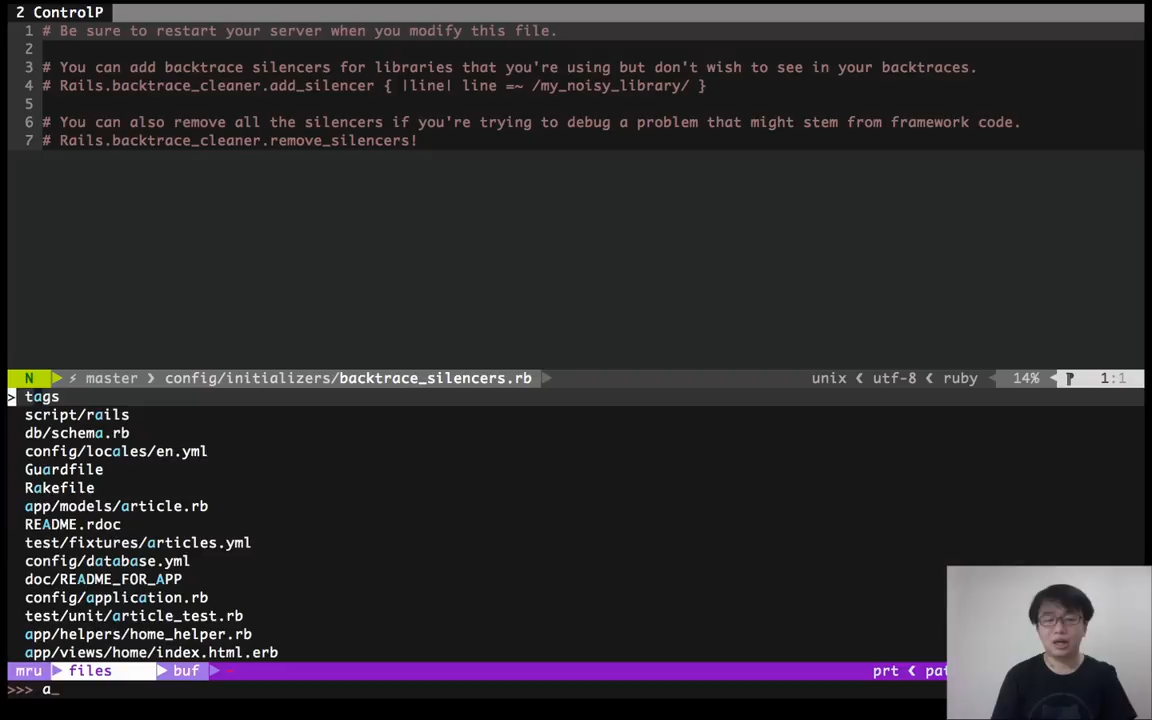 2 ControlP
1 # Be sure to restart your server when you modify this file.
2
3 # You can add backtrace silencers for libraries that you're using but don't wish to see in your backtraces.
4 # Rails.backtrace_cleaner.add_silencer { |line| line =~ /my_noisy_library/ }
5
6 # You can also remove all the silencers if you're trying to debug a problem that might stem from framework code.
7 # Rails.backtrace_cleaner.remove_silencers!
N ⚡ master ❯ config/initializers/backtrace_silencers.rb unix ❮ utf-8 ❮ ruby 14% 1:1
> tags
script/rails
db/schema.rb
config/locales/en.yml
Guardfile
Rakefile
app/models/article.rb
README.rdoc
test/fixtures/articles.yml
config/database.yml
doc/README_FOR_APP
config/application.rb
test/unit/article_test.rb
app/helpers/home_helper.rb
app/views/home/index.html.erb
mru files buf prt ❮
>>> a_